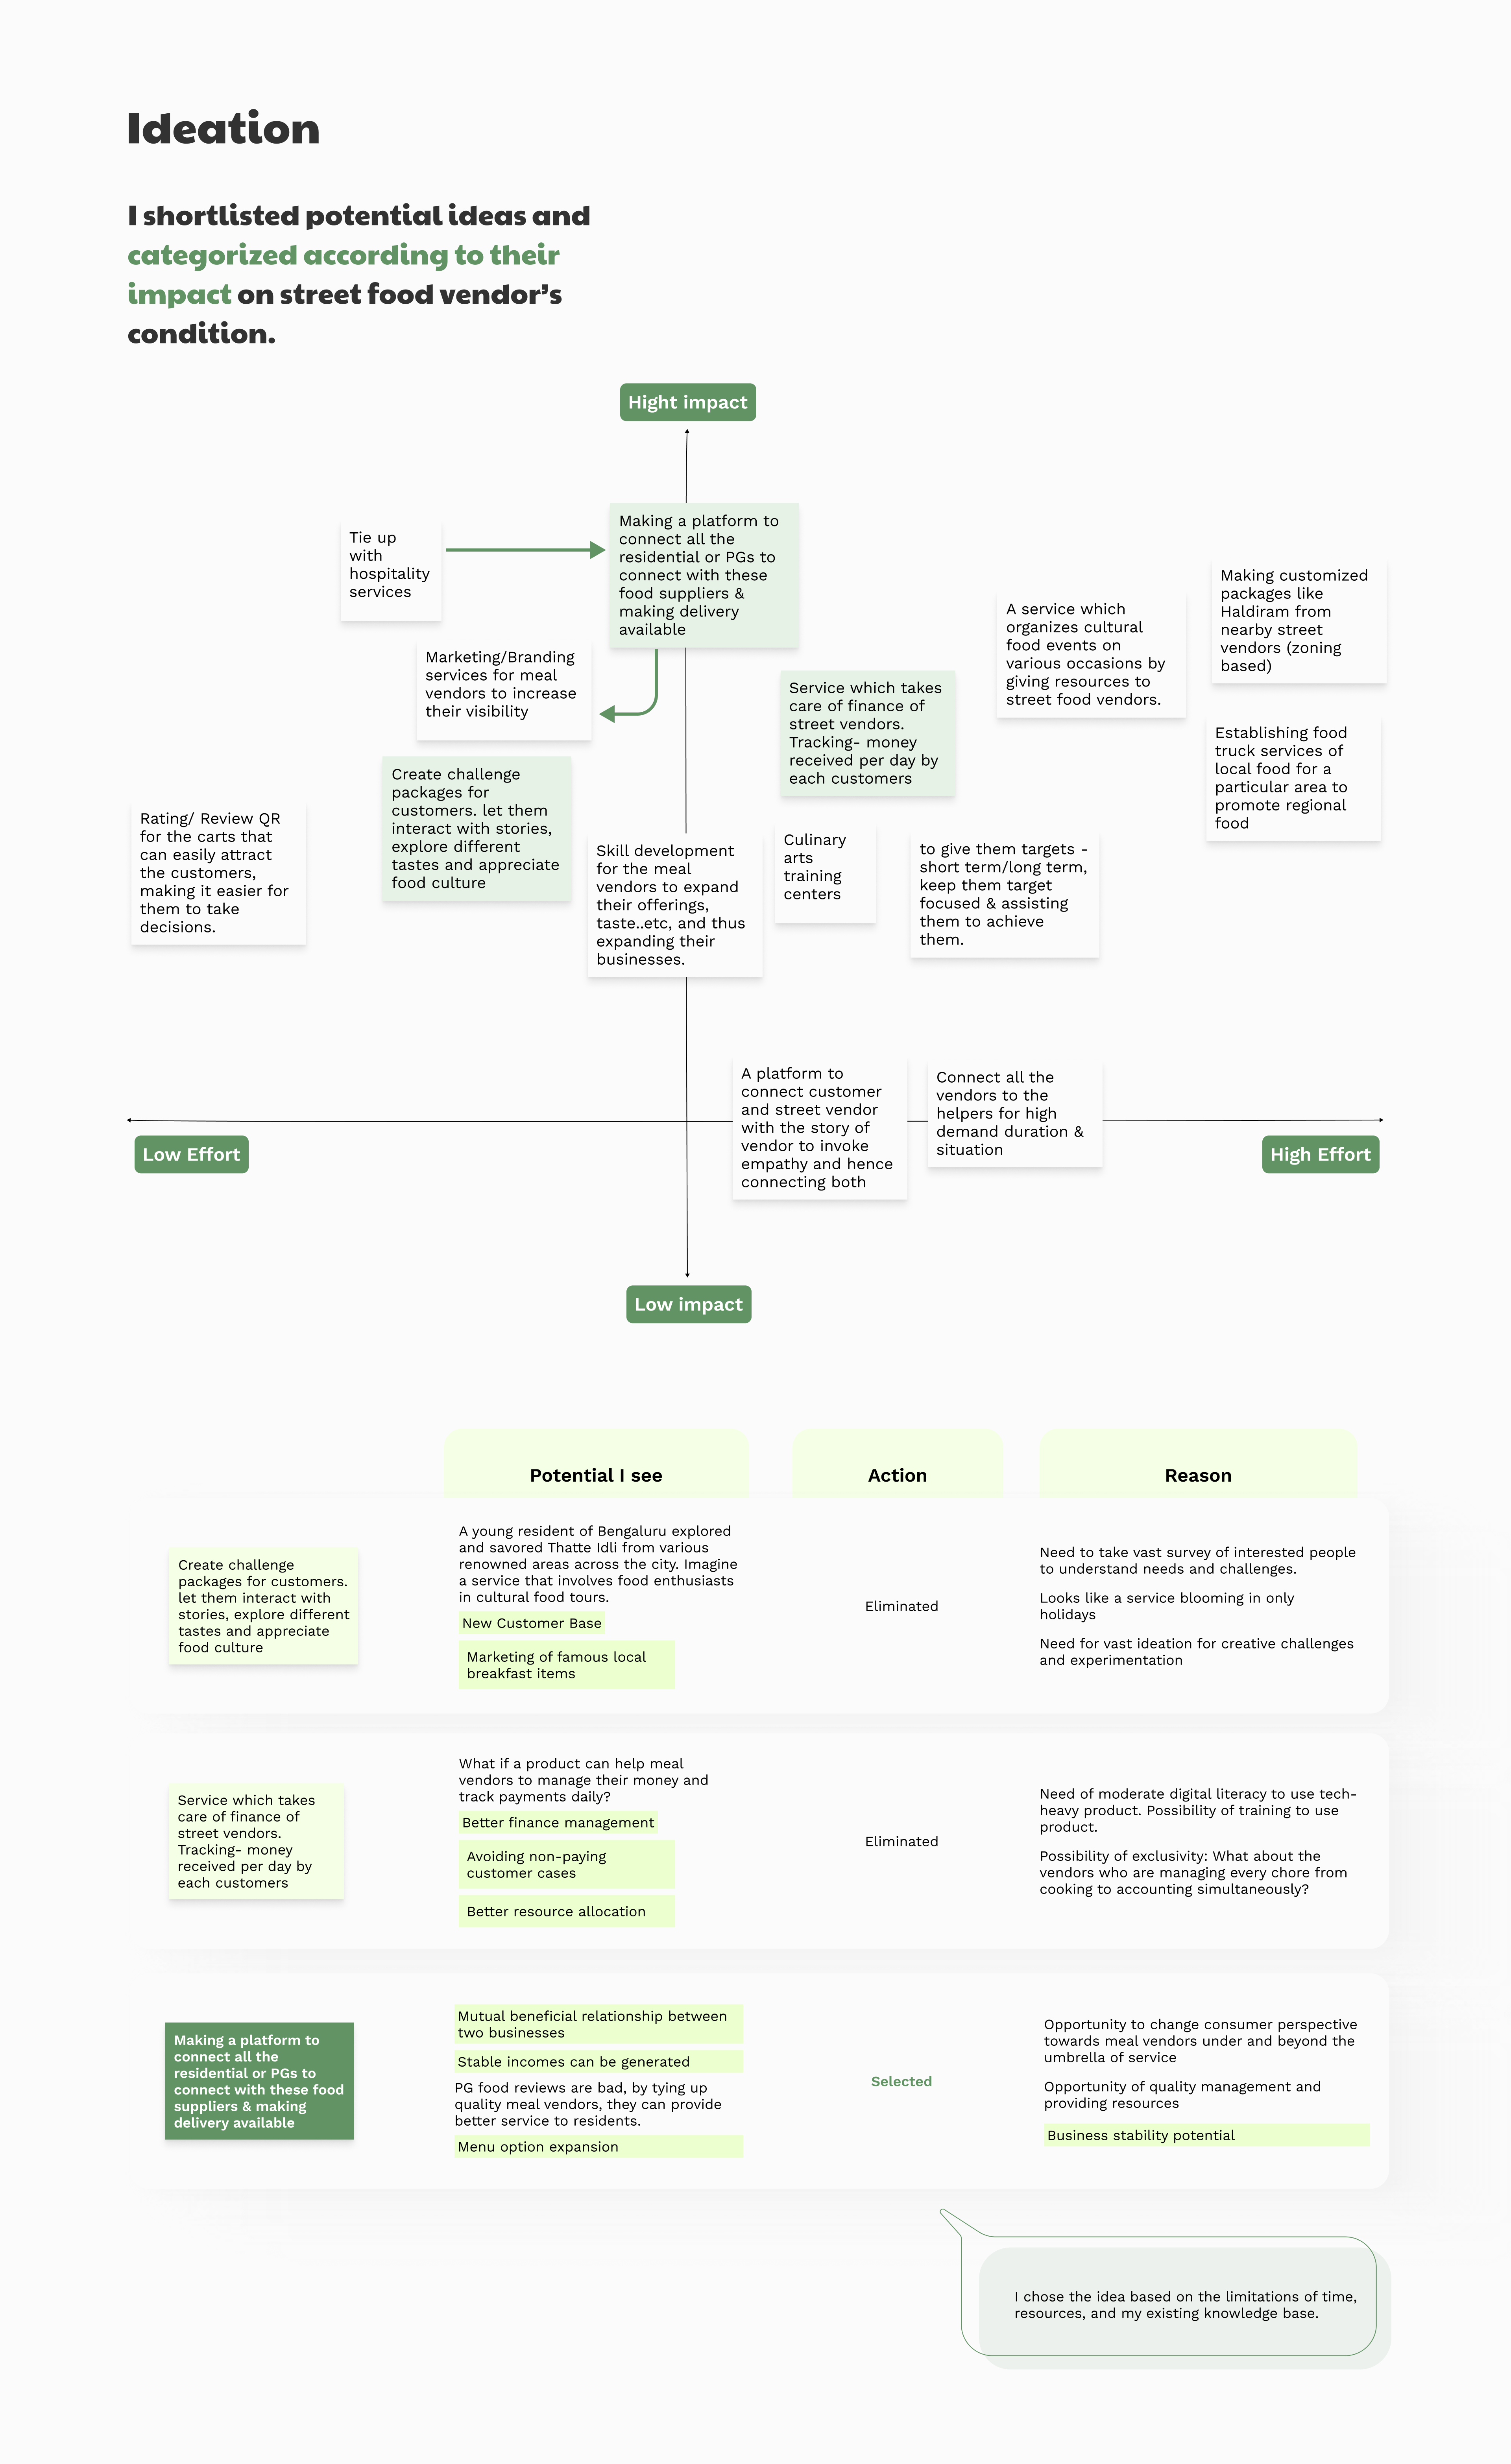 Ideation
I shortlisted potential ideas and
categorized according to their
impact on street food vendor's
condition.
Hight impact
Tie up
with
hospitality
services
Making a platform to
connect all the
residential or PGs to
connect with these
food suppliers &
making delivery
available
Marketing/Branding
services for meal
vendors to increase
their visibility
Service which takes
care of finance of
street vendors.
Tracking- money
received per day by
each customers
A service which
organizes cultural
food events on
various occasions by
giving resources to
street food vendors.
Making customized
packages like
Haldiram from
nearby street
vendors (zoning
based)
Establishing food
truck services of
local food for a
particular area to
promote regional
food
Rating/ Review QR
for the carts that
can easily attract
the customers,
making it easier for
them to take
decisions.
Create challenge
packages for
customers. let them
interact with stories,
explore different
tastes and appreciate
food culture
Skill development
for the meal
vendors to expand
their offerings,
taste..etc, and thus
expanding their
businesses.
Culinary
arts
training
centers
to give them targets -
short term/long term,
keep them target
focused & assisting
them to achieve
them.
A platform to
connect customer
and street vendor
with the story of
vendor to invoke
empathy and hence
connecting both
Connect all the
vendors to the
helpers for high
demand duration &
situation
Low Effort
High Effort
Low impact
Potential I see
Action
Reason
Create challenge
packages for customers.
let them interact with
stories, explore different
tastes and appreciate
food culture
A young resident of Bengaluru explored
and savored Thatte Idli from various
renowned areas across the city. Imagine
a service that involves food enthusiasts
in cultural food tours.
New Customer Base
Marketing of famous local
breakfast items
Eliminated
Need to take vast survey of interested people
to understand needs and challenges.
Looks like a service blooming in only
holidays
Need for vast ideation for creative challenges
and experimentation
Service which takes
care of finance of
street vendors.
Tracking- money
received per day by
each customers
What if a product can help meal
vendors to manage their money and
track payments daily?
Better finance management
Avoiding non-paying
customer cases
Better resource allocation
Eliminated
Need of moderate digital literacy to use tech-
heavy product. Possibility of training to use
product.
Possibility of exclusivity: What about the
vendors who are managing every chore from
cooking to accounting simultaneously?
Making a platform to
connect all the
residential or PGs to
connect with these food
suppliers & making
delivery available
Mutual beneficial relationship between
two businesses
Stable incomes can be generated
PG food reviews are bad, by tying up
quality meal vendors, they can provide
better service to residents.
Menu option expansion
Selected
Opportunity to change consumer perspective
towards meal vendors under and beyond the
umbrella of service
Opportunity of quality management and
providing resources
Business stability potential
I chose the idea based on the limitations of time,
resources, and my existing knowledge base.